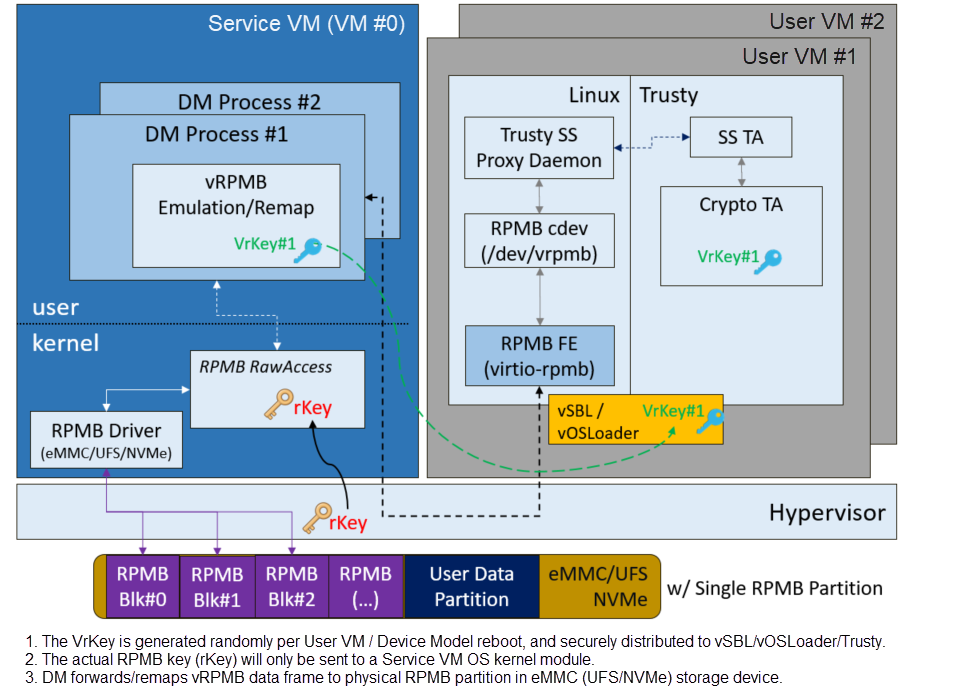 Service VM (VM #0)
DM Process #2
DM Process #1
vRPMB
Emulation/Remap
VrKey#1
user
kernel
RPMB RawAccess
rKey
RPMB Driver
(eMMC/UFS/NVMe)
User VM #2
User VM #1
Linux
Trusty
Trusty SS
Proxy Daemon
SS TA
RPMB cdev
(/dev/vrpmb)
Crypto TA
VrKey#1
RPMB FE
(virtio-rpmb)
vSBL /
vOSLoader
VrKey#1
rKey
Hypervisor
RPMB
Blk#0
RPMB
Blk#1
RPMB
Blk#2
RPMB
(...)
User Data
Partition
eMMC/UFS
NVMe
w/ Single RPMB Partition
1. The VrKey is generated randomly per User VM / Device Model reboot, and securely distributed to vSBL/vOSLoader/Trusty.
2. The actual RPMB key (rKey) will only be sent to a Service VM OS kernel module.
3. DM forwards/remaps vRPMB data frame to physical RPMB partition in eMMC (UFS/NVMe) storage device.